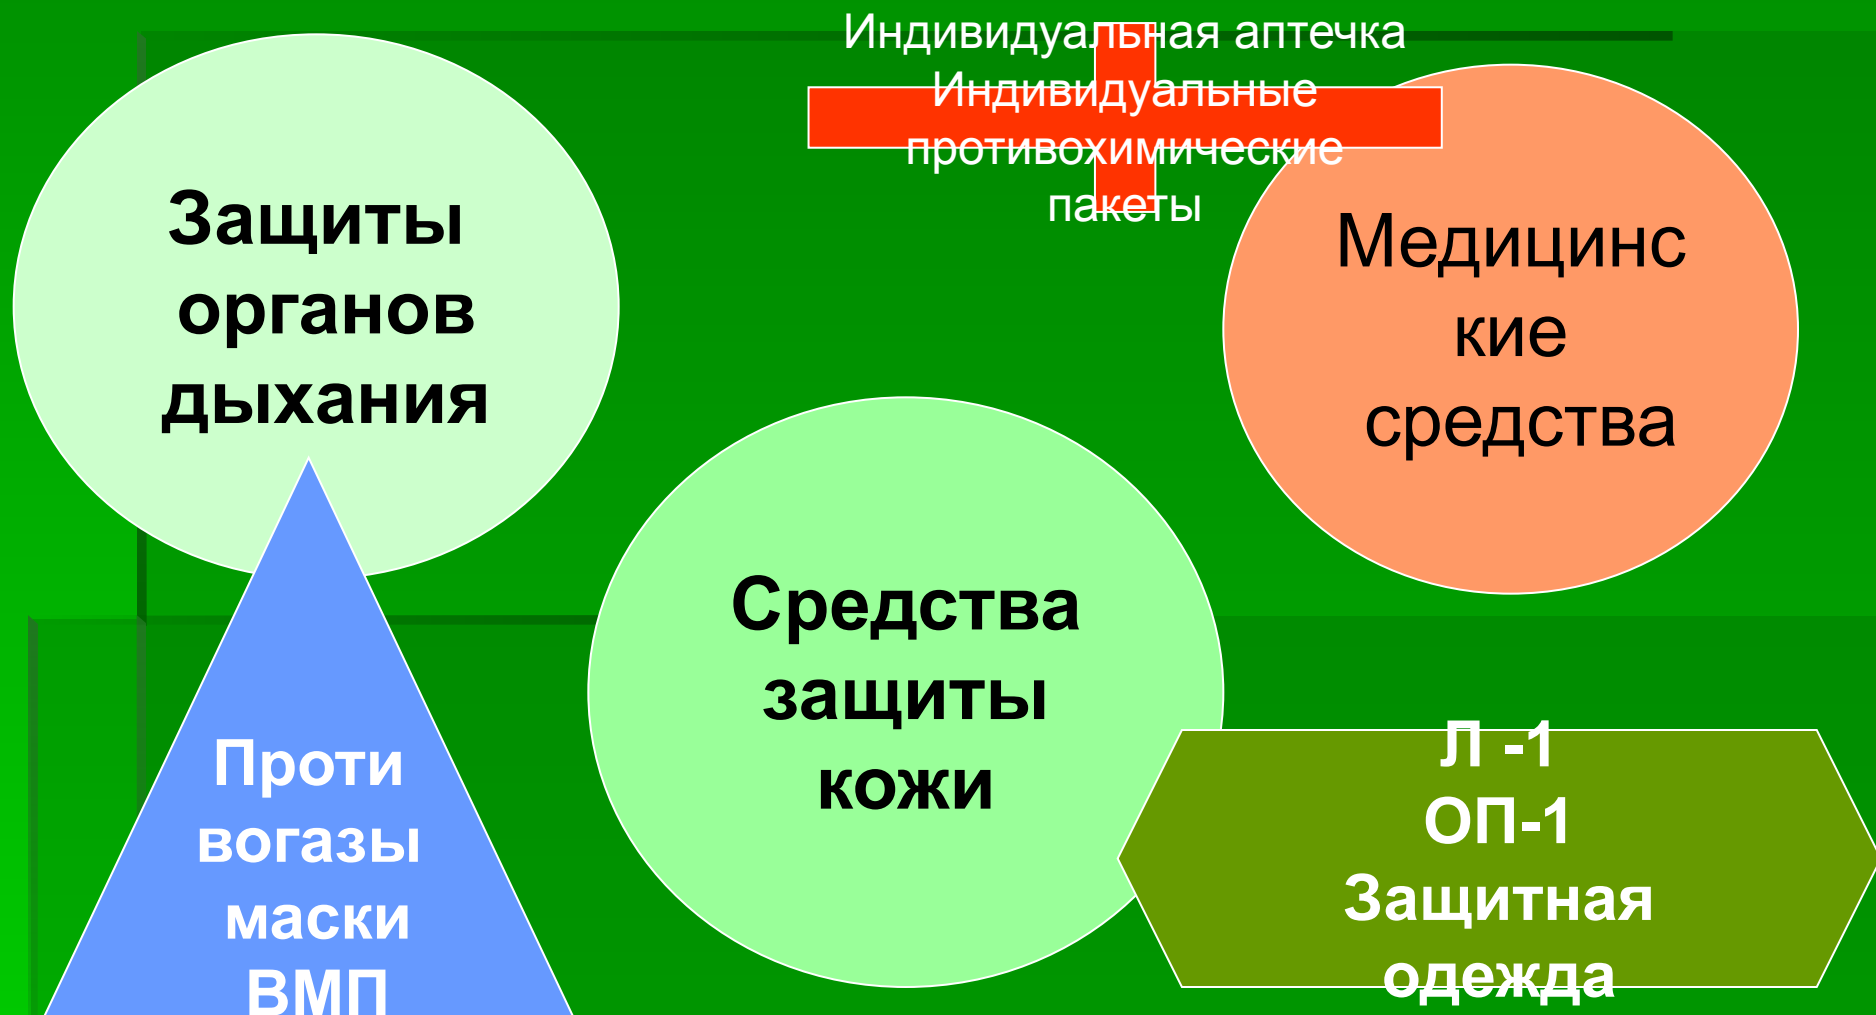 Защиты
органов
дыхания
Проти
вогазы
маски
ВМП
Индивидуальная аптечка
Индивидуальные
противохимические
пакеты
Медицинс
кие
средства
Средства
защиты
кожи
Л -1
ОП-1
Защитная
одежда